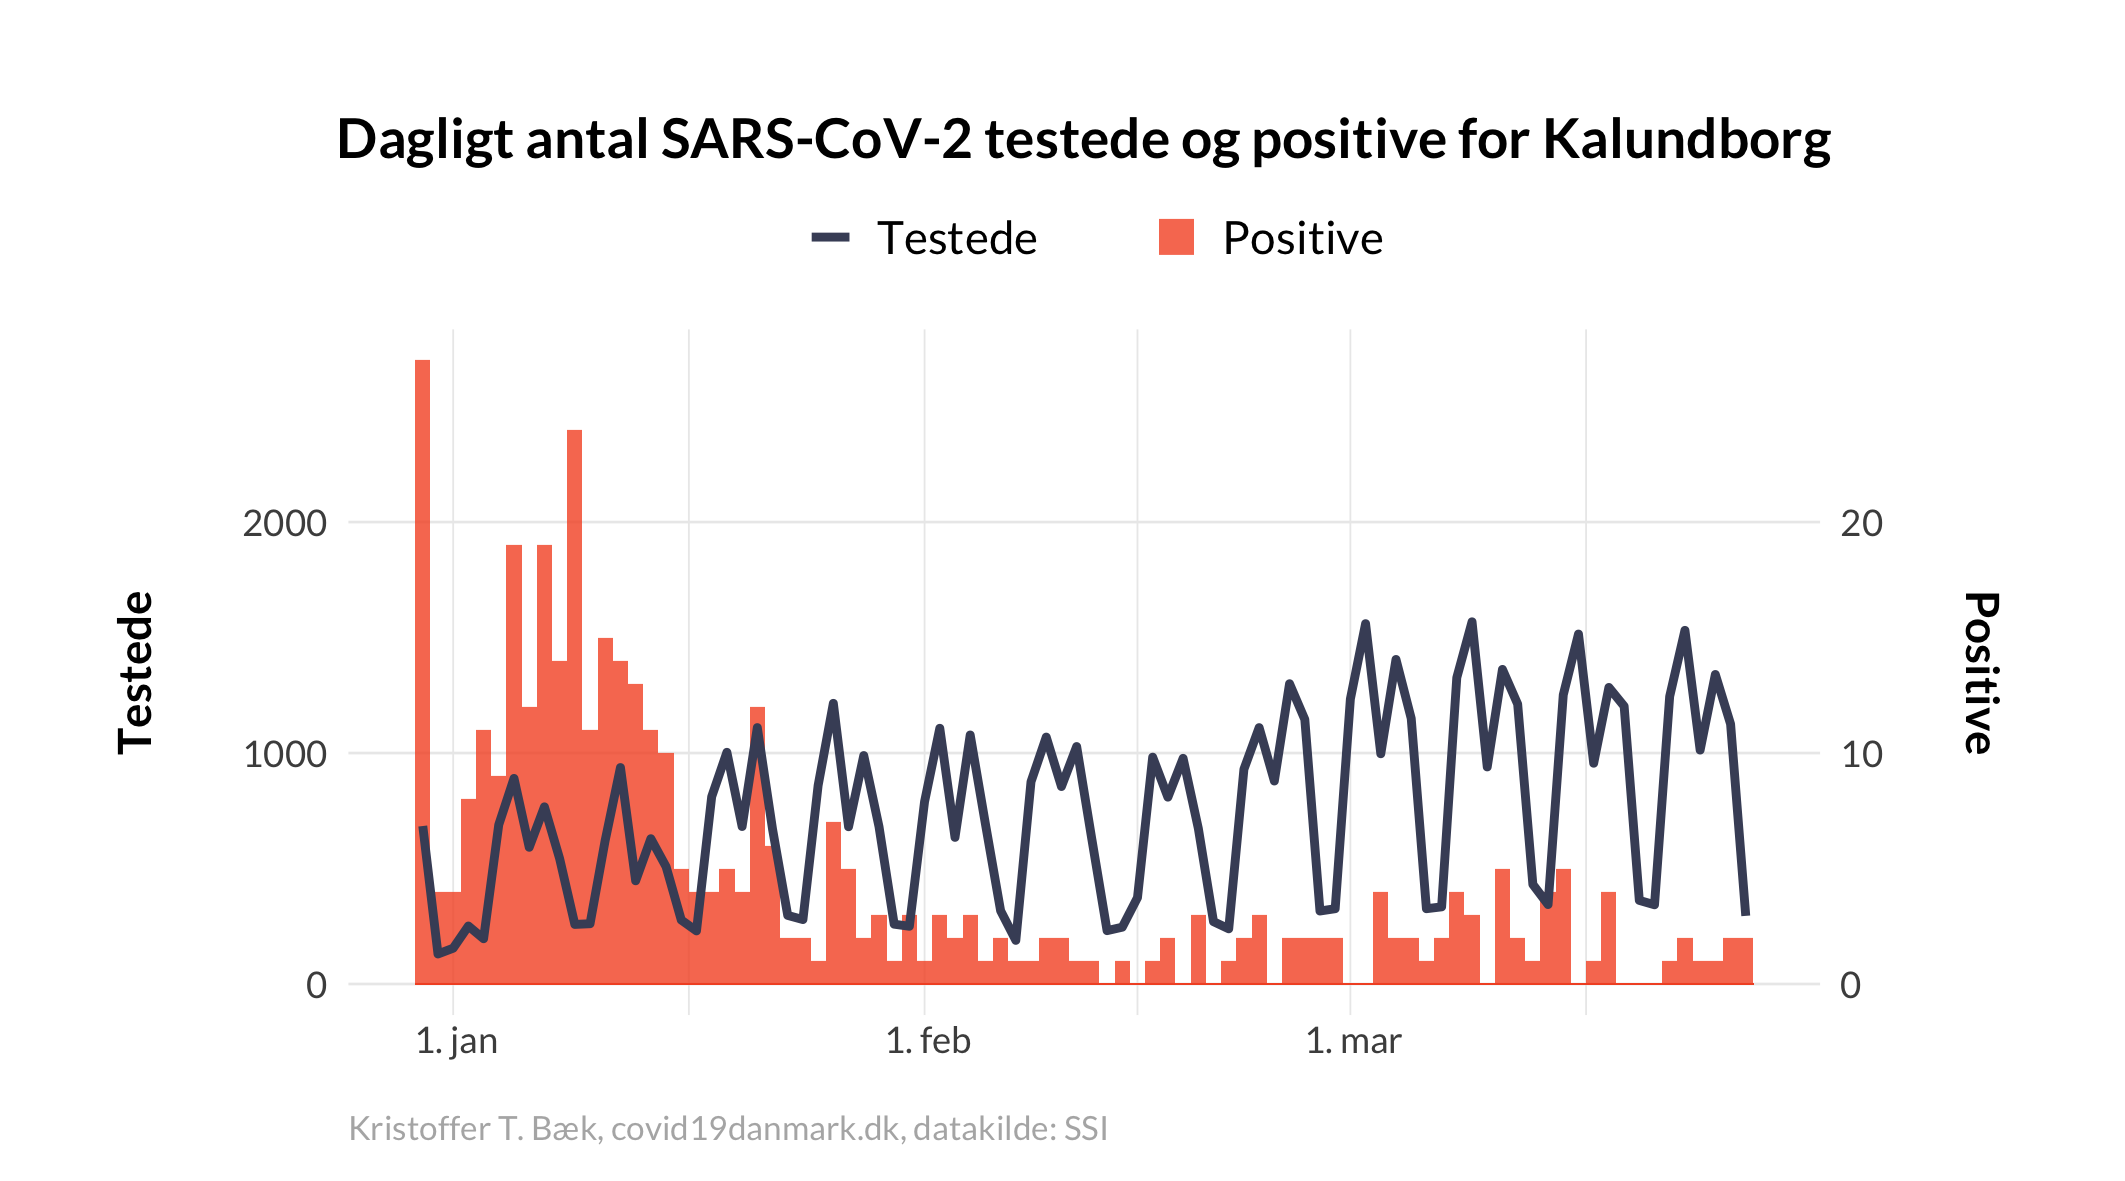 Dagligt antal SARS-CoV-2 testede og positive for Kalundborg
Testede
Positive
2000
1000
0
Testede
20
10
0
Positive
1. jan
1. feb
1. mar
Kristoffer T. Bæk, covid19danmark.dk, datakilde: SSI